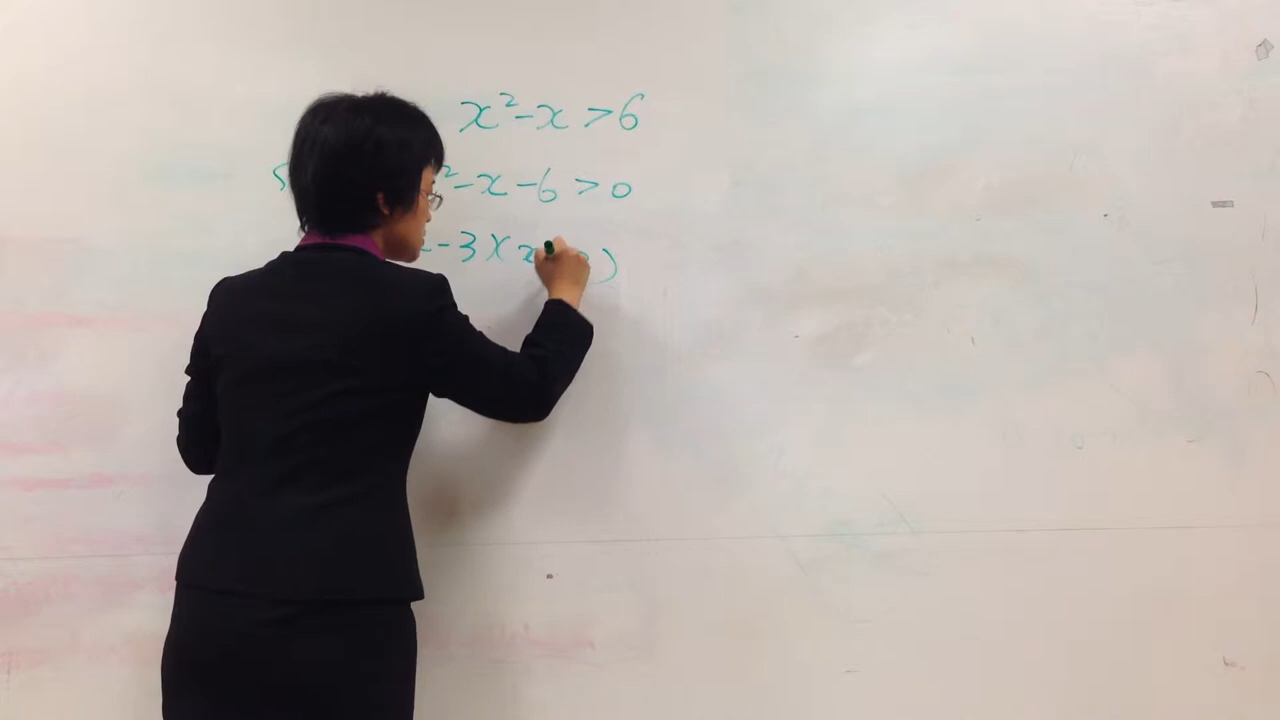 x² - x > 6
² - x - 6 > 0
- 3)(x )